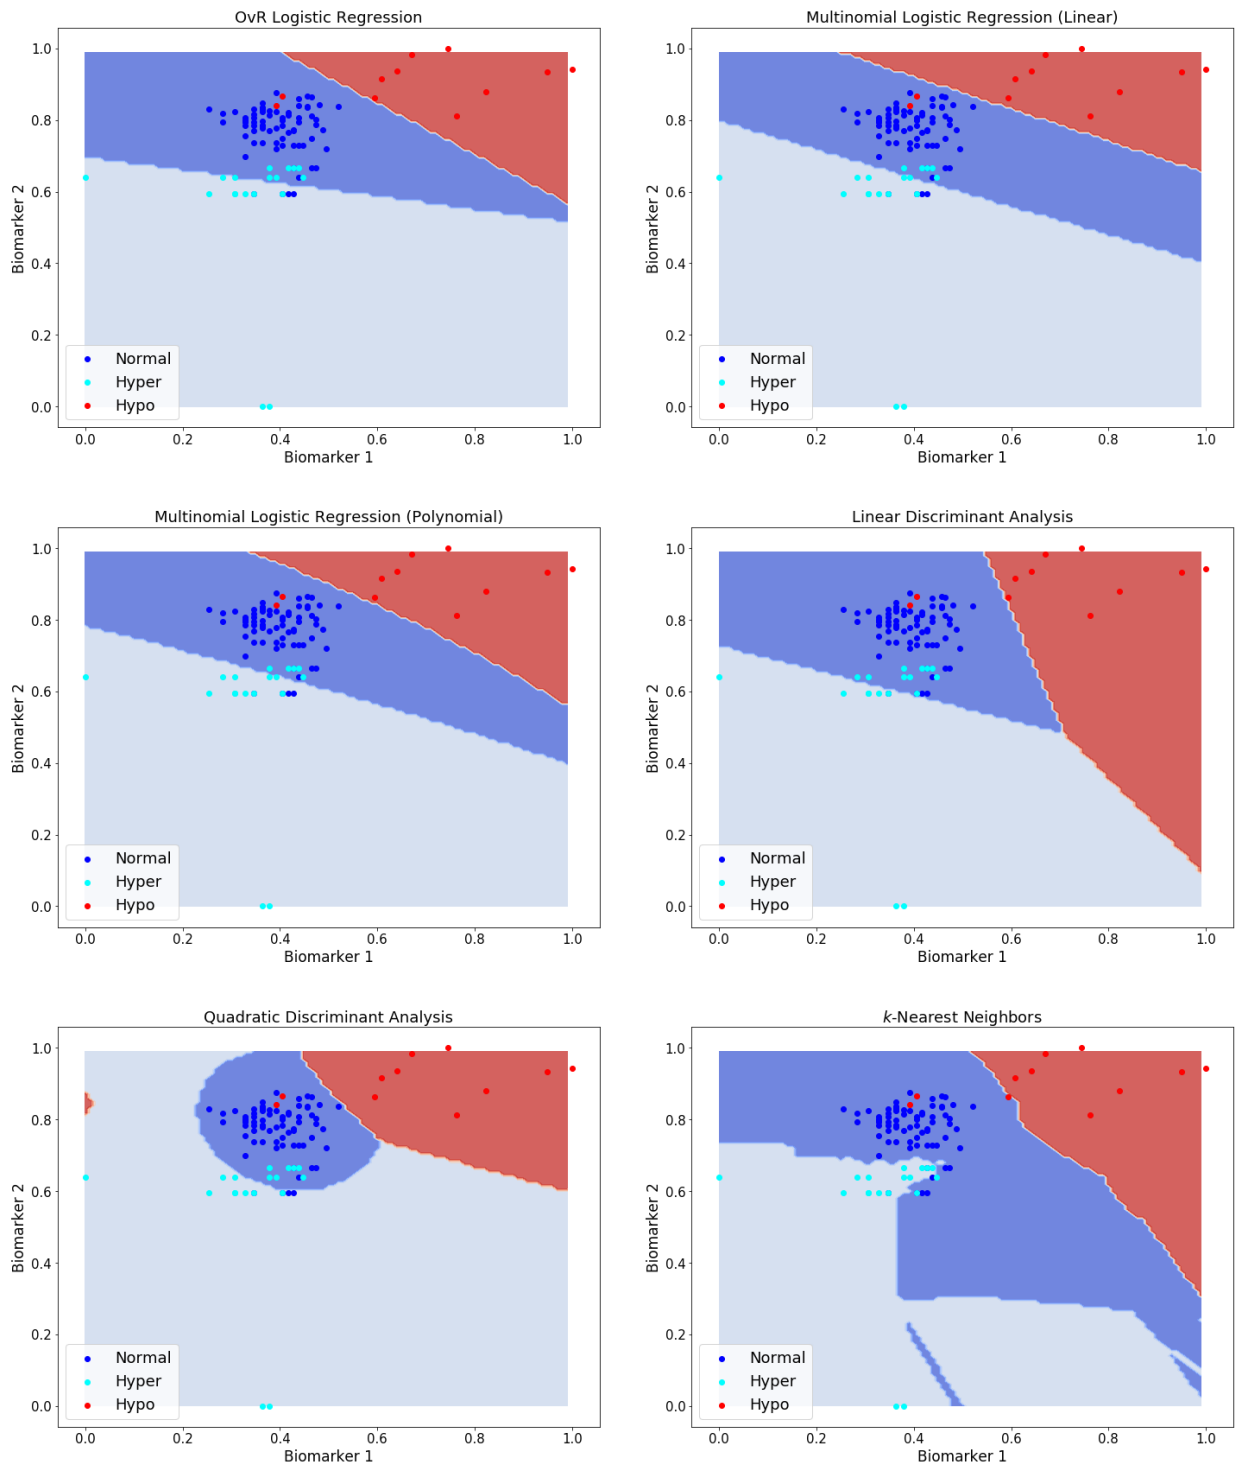 OvR Logistic Regression
1.0
0.8
0.6
0.4
0.2
0.0
Biomarker 2
Normal
Hyper
Hypo
0.0 0.2 0.4 0.6 0.8 1.0
Biomarker 1
Multinomial Logistic Regression (Linear)
1.0
0.8
0.6
0.4
0.2
0.0
Biomarker 2
Normal
Hyper
Hypo
0.0 0.2 0.4 0.6 0.8 1.0
Biomarker 1
Multinomial Logistic Regression (Polynomial)
1.0
0.8
0.6
0.4
0.2
0.0
Biomarker 2
Normal
Hyper
Hypo
0.0 0.2 0.4 0.6 0.8 1.0
Biomarker 1
Linear Discriminant Analysis
1.0
0.8
0.6
0.4
0.2
0.0
Biomarker 2
Normal
Hyper
Hypo
0.0 0.2 0.4 0.6 0.8 1.0
Biomarker 1
Quadratic Discriminant Analysis
1.0
0.8
0.6
0.4
0.2
0.0
Biomarker 2
Normal
Hyper
Hypo
0.0 0.2 0.4 0.6 0.8 1.0
Biomarker 1
k-Nearest Neighbors
1.0
0.8
0.6
0.4
0.2
0.0
Biomarker 2
Normal
Hyper
Hypo
0.0 0.2 0.4 0.6 0.8 1.0
Biomarker 1